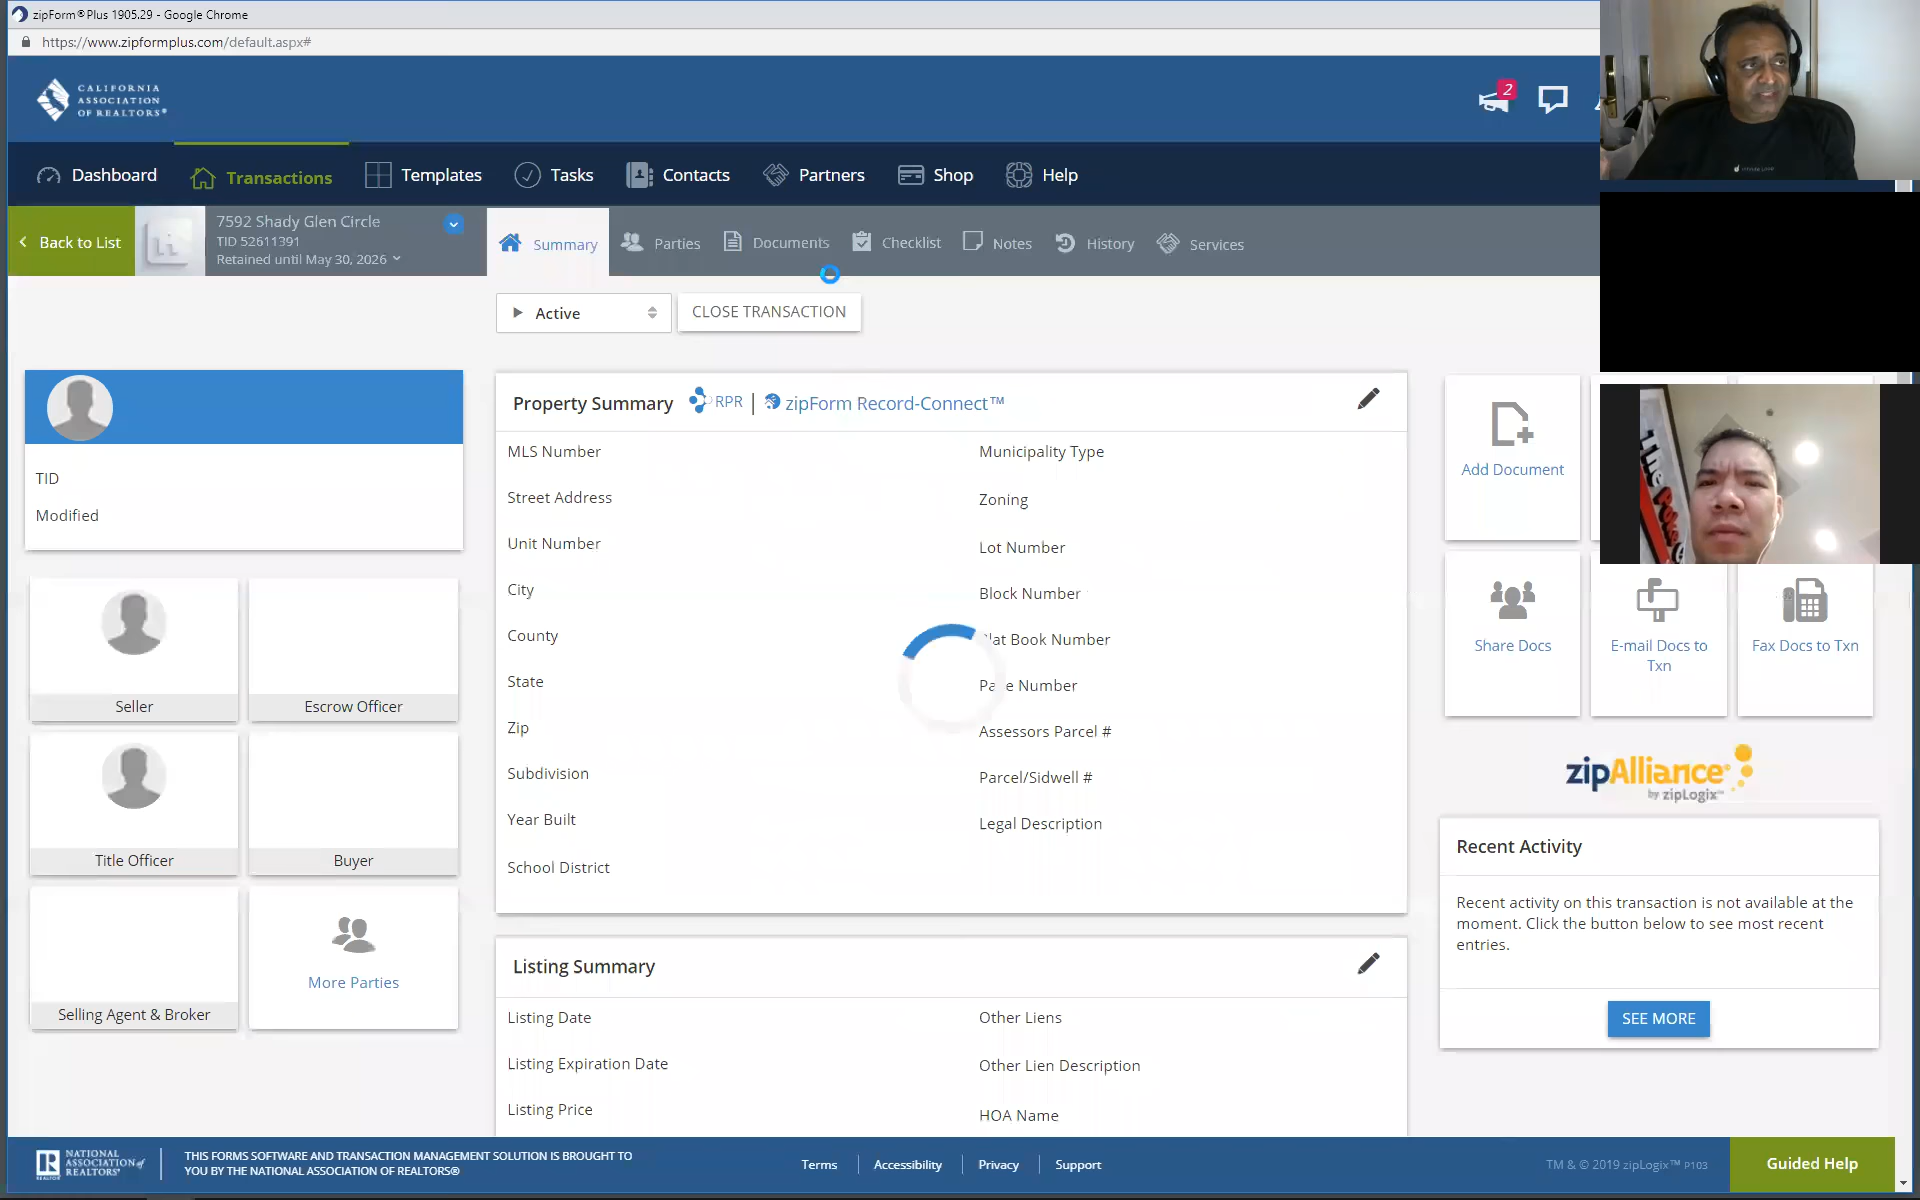 zipForm®Plus 1905.29 - Google Chrome
https://www.zipformplus.com/default.aspx#
CALIFORNIA
ASSOCIATION
OF REALTORS®
2
Dashboard
Transactions
Templates
Tasks
Contacts
Partners
Shop
Help
Back to List
7592 Shady Glen Circle
TID 52611391
Retained until May 30, 2026
Summary
Parties
Documents
Checklist
Notes
History
Services
Active
CLOSE TRANSACTION
TID
Modified
Seller
Escrow Officer
Title Officer
Buyer
Selling Agent & Broker
More Parties
Property Summary
RPR | zipForm Record-Connect™
MLS Number
Street Address
Unit Number
City
County
State
Zip
Subdivision
Year Built
School District
Municipality Type
Zoning
Lot Number
Block Number
Plat Book Number
Page Number
Assessors Parcel #
Parcel/Sidwell #
Legal Description
Listing Summary
Listing Date
Listing Expiration Date
Listing Price
Other Liens
Other Lien Description
HOA Name
Add Document
Share Docs
E-mail Docs to
Txn
Fax Docs to Txn
zipAlliance
by zipLogix™
Recent Activity
Recent activity on this transaction is not available at the
moment. Click the button below to see most recent
entries.
SEE MORE
NATIONAL
ASSOCIATION of
REALTORS®
REALTOR®
THIS FORMS SOFTWARE AND TRANSACTION MANAGEMENT SOLUTION IS BROUGHT TO
YOU BY THE NATIONAL ASSOCIATION OF REALTORS®
Terms
Accessibility
Privacy
Support
TM & © 2019 zipLogix™ P103
Guided Help